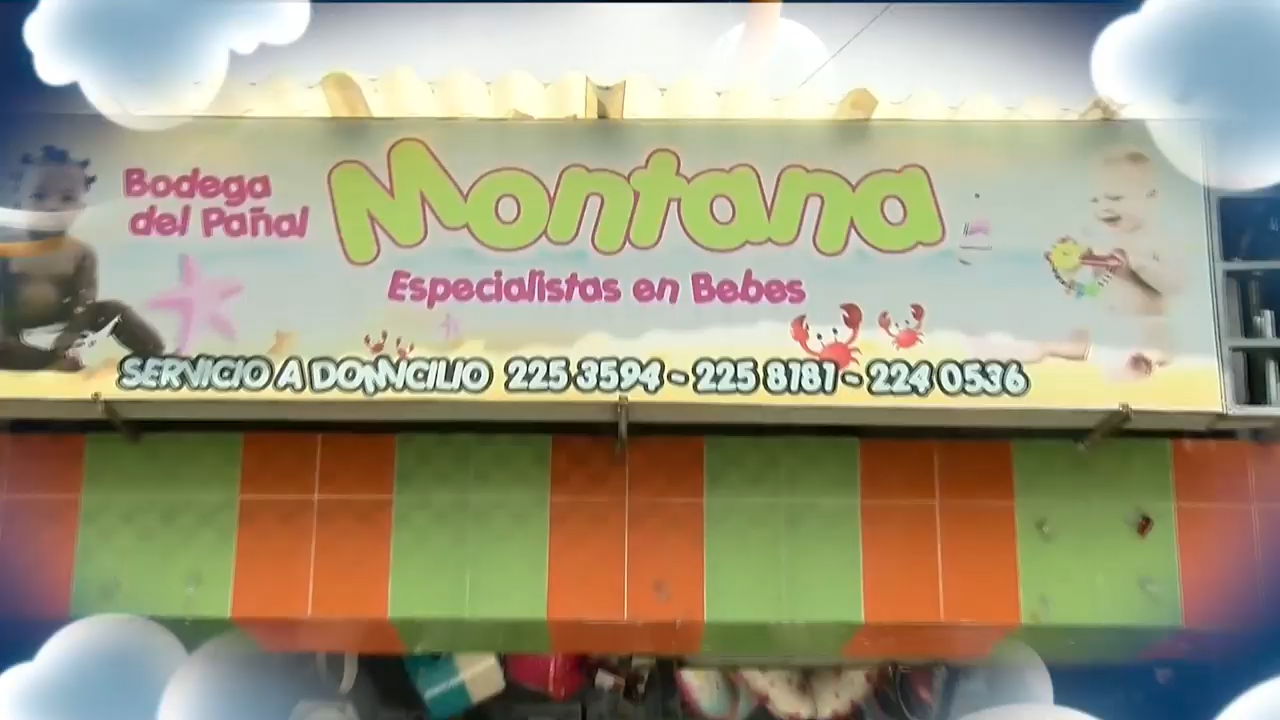 Bodega
del Pañal
Montana
Especialistas en Bebes
SERVICIO A DOMICILIO 225 3594 - 225 8181 - 224 0536